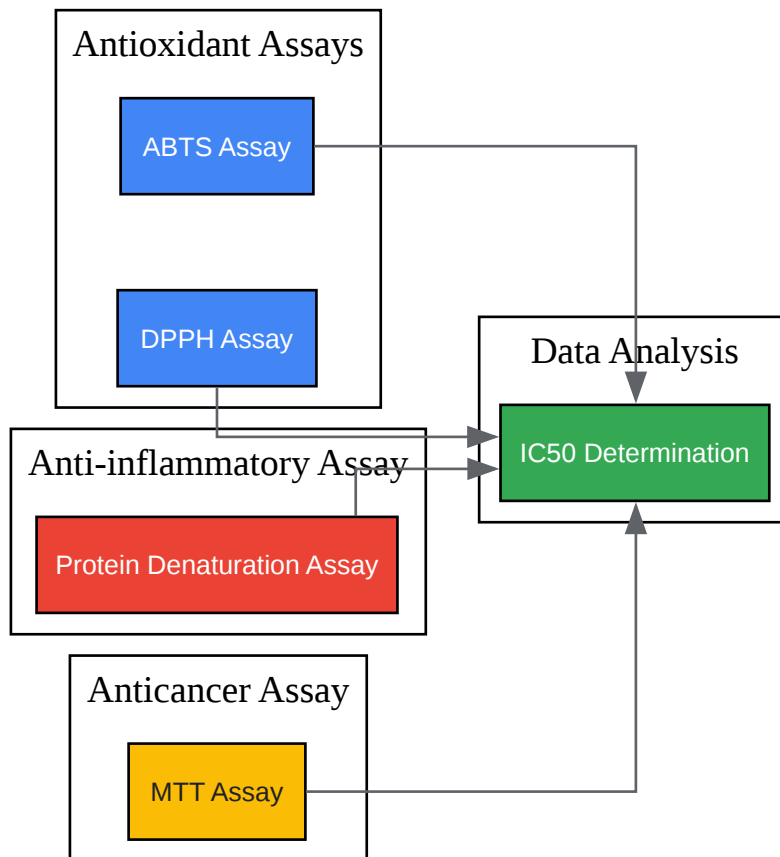 Antioxidant Assays
ABTS Assay
DPPH Assay
Data Analysis
IC50 Determination
Anti-inflammatory Assay
Protein Denaturation Assay
Anticancer Assay
MTT Assay